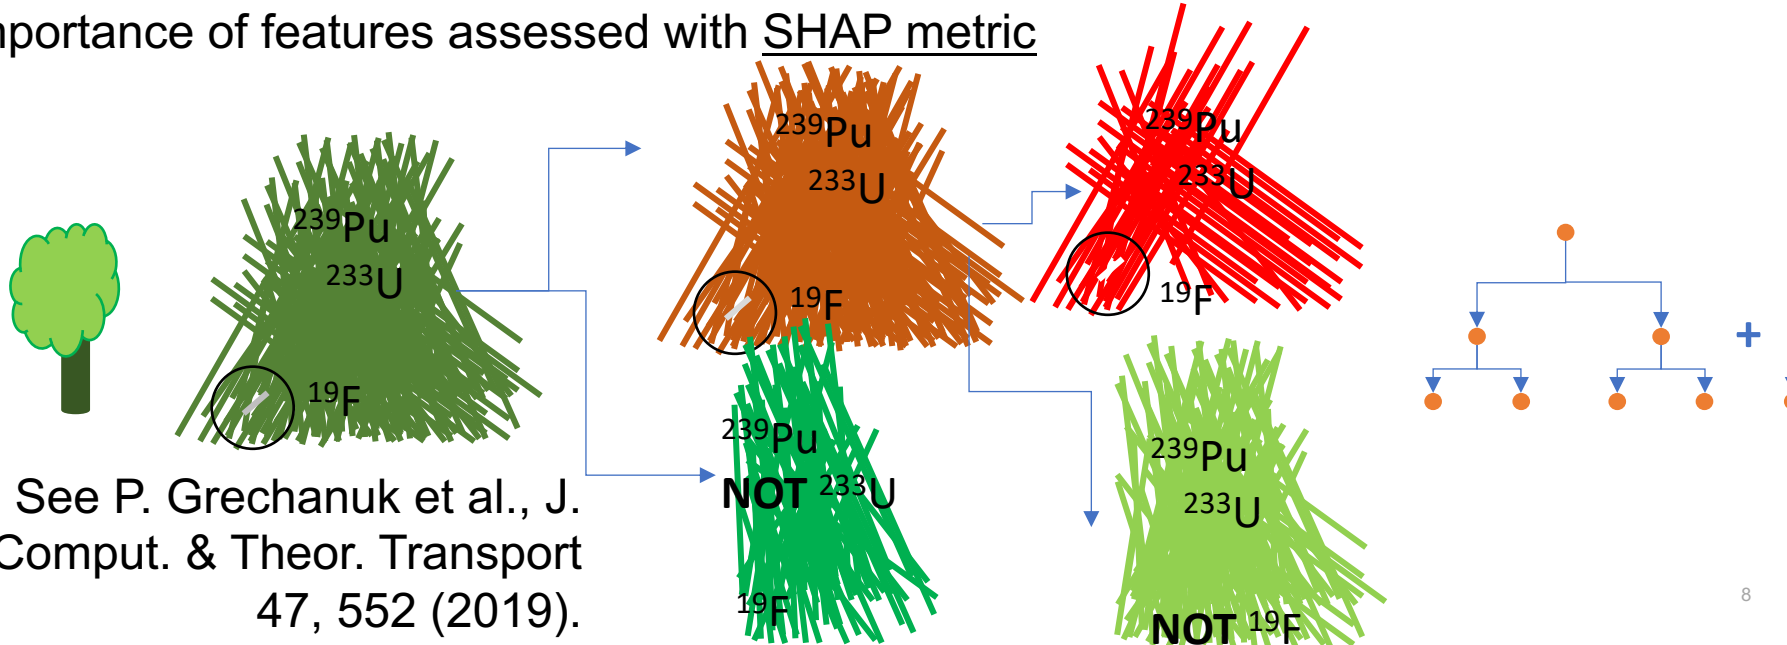 mportance of features assessed with SHAP metric
²³⁹Pu
²³³U
¹⁹F
²³⁹Pu
²³³U
¹⁹F
²³⁹Pu
²³³U
¹⁹F
²³⁹Pu
NOT ²³³U
¹⁹F
²³⁹Pu
²³³U
NOT ¹⁹F
+
See P. Grechanuk et al., J.
Comput. & Theor. Transport
47, 552 (2019).
8